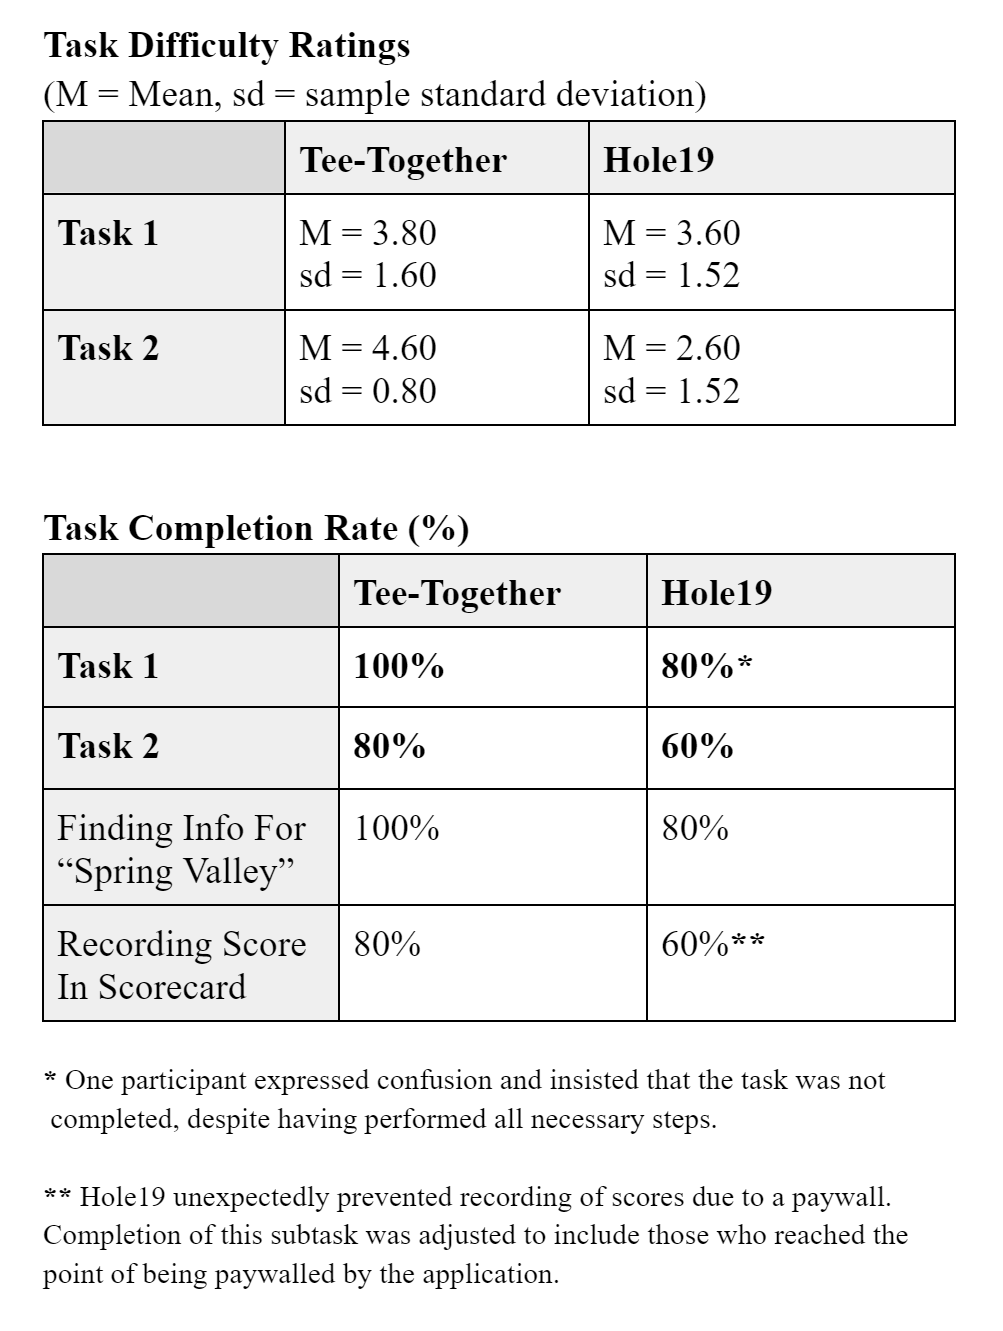 Task Difficulty Ratings
(M = Mean, sd = sample standard deviation)
Tee-Together Hole19
Task 1 M = 3.80 M = 3.60
sd = 1.60 sd = 1.52
Task 2 M = 4.60 M = 2.60
sd = 0.80 sd = 1.52
Task Completion Rate (%)
Tee-Together Hole19
Task 1 100% 80%*
Task 2 80% 60%
Finding Info For 100% 80%
“Spring Valley”
Recording Score 80% 60%**
In Scorecard
* One participant expressed confusion and insisted that the task was not
completed, despite having performed all necessary steps.
** Hole19 unexpectedly prevented recording of scores due to a paywall.
Completion of this subtask was adjusted to include those who reached the
point of being paywalled by the application.